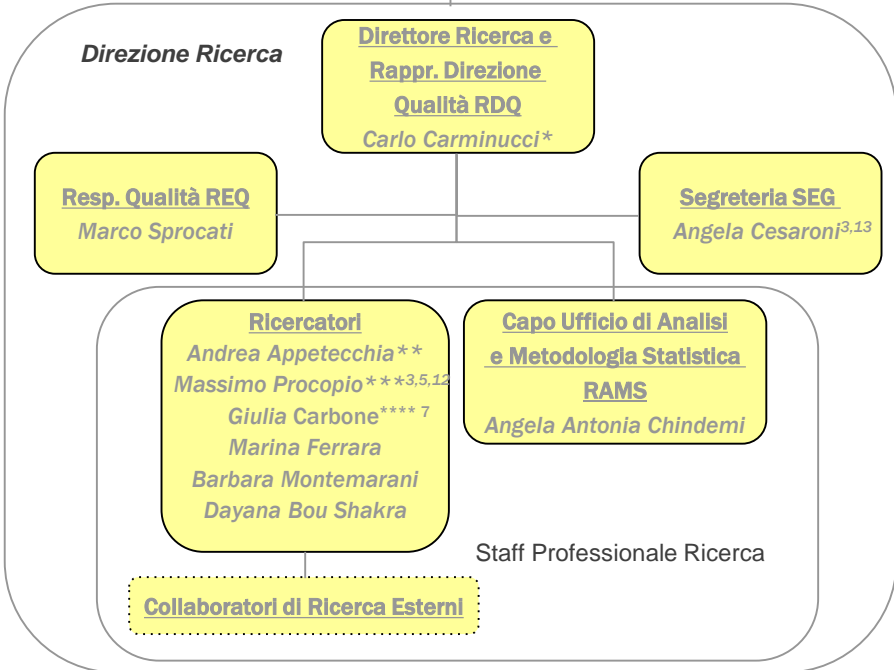 Direzione Ricerca
Direttore Ricerca e
Rappr. Direzione
Qualità RDQ
Carlo Carminucci*
Resp. Qualità REQ
Marco Sprocati
Segreteria SEG
Angela Cesaroni3,13
Ricercatori
Andrea Appetecchia**
Massimo Procopio***3,5,12
Giulia Carbone**** 7
Marina Ferrara
Barbara Montemarani
Dayana Bou Shakra
Capo Ufficio di Analisi
e Metodologia Statistica
RAMS
Angela Antonia Chindemi
Staff Professionale Ricerca
Collaboratori di Ricerca Esterni